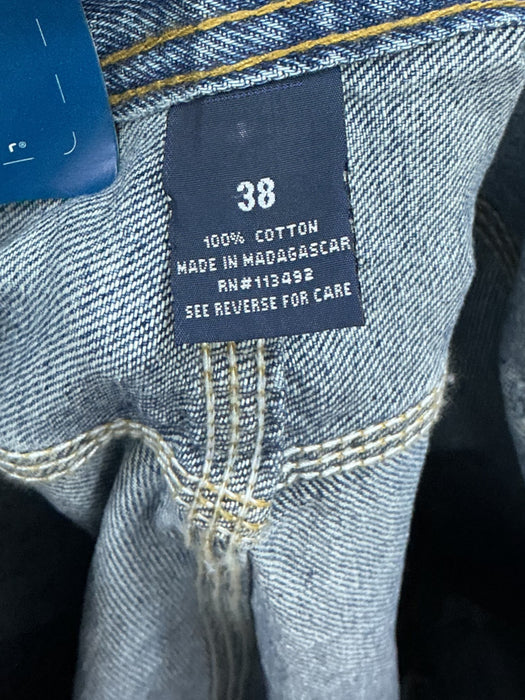 38
100% COTTON
MADE IN MADAGASCAR
RN#113492
SEE REVERSE FOR CARE